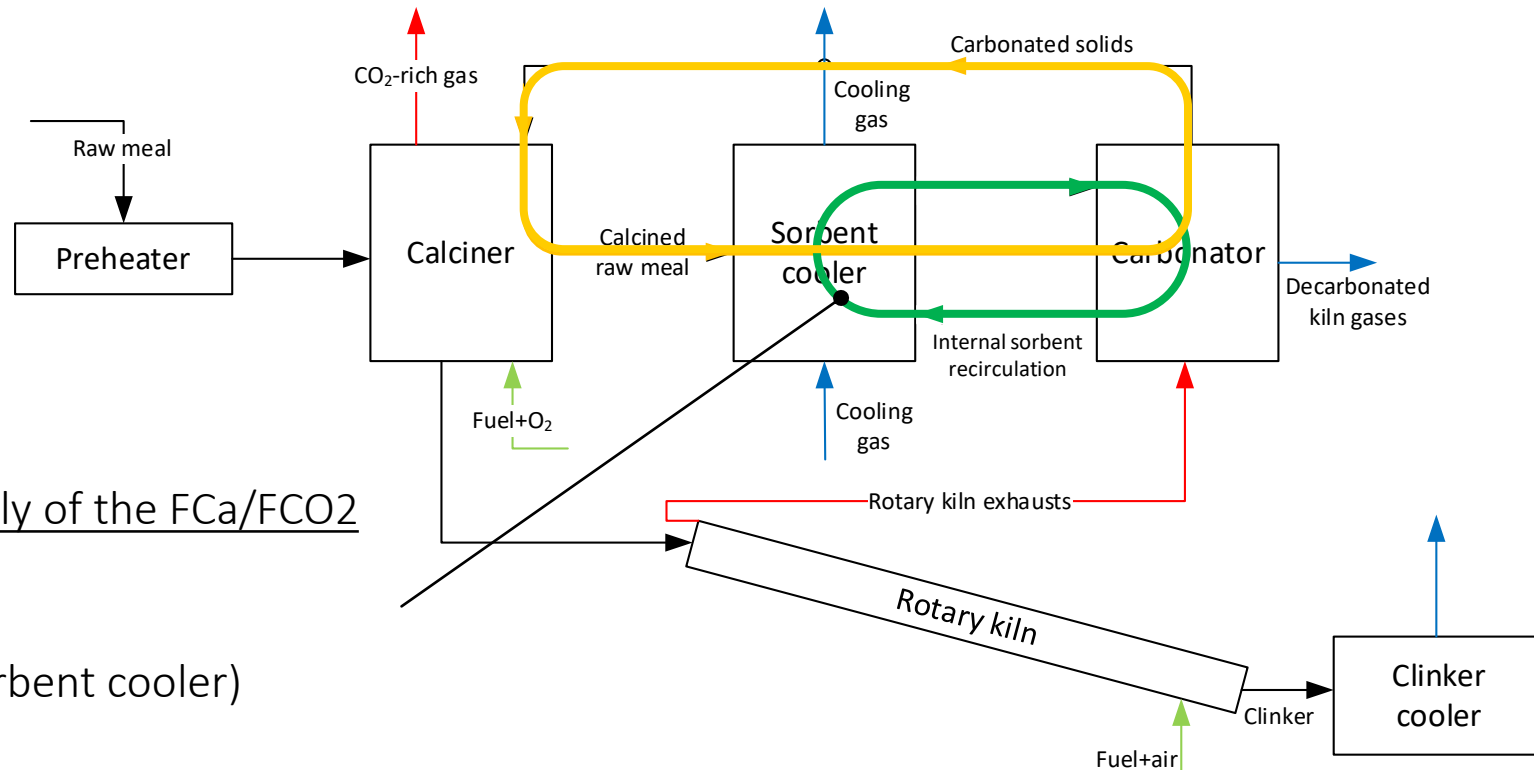 Carbonated solids
CO₂-rich gas
Cooling
gas
Raw meal
Preheater
Calciner
Calcined
raw meal
Sorbent
cooler
Carbonator
Decarbonated
kiln gases
Internal sorbent
recirculation
Fuel+O₂
Cooling
gas
ly of the FCa/FCO2
Rotary kiln exhausts
Rotary kiln
rbent cooler)
Clinker
Clinker
cooler
Fuel+air